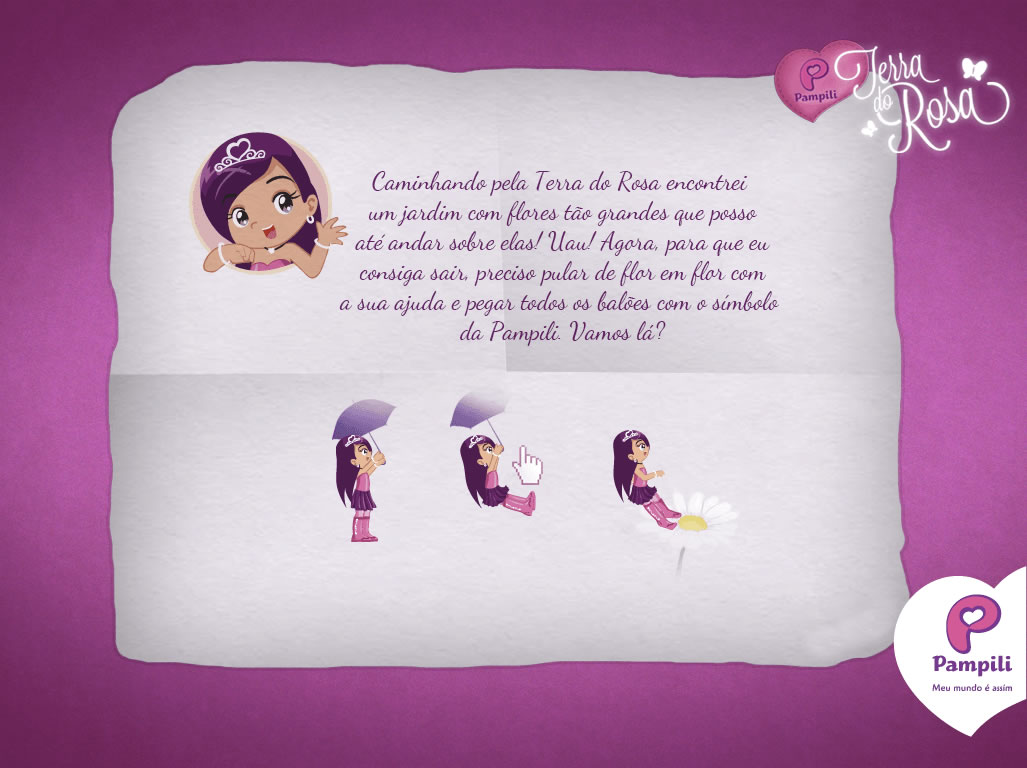 Pampili
Terra
do
Rosa
Caminhando pela Terra do Rosa encontrei
um jardim com flores tão grandes que posso
até andar sobre elas! Uau! Agora, para que eu
consiga sair, preciso pular de flor em flor com
a sua ajuda e pegar todos os balões com o símbolo
da Pampili. Vamos lá?
Pampili
Meu mundo é assim